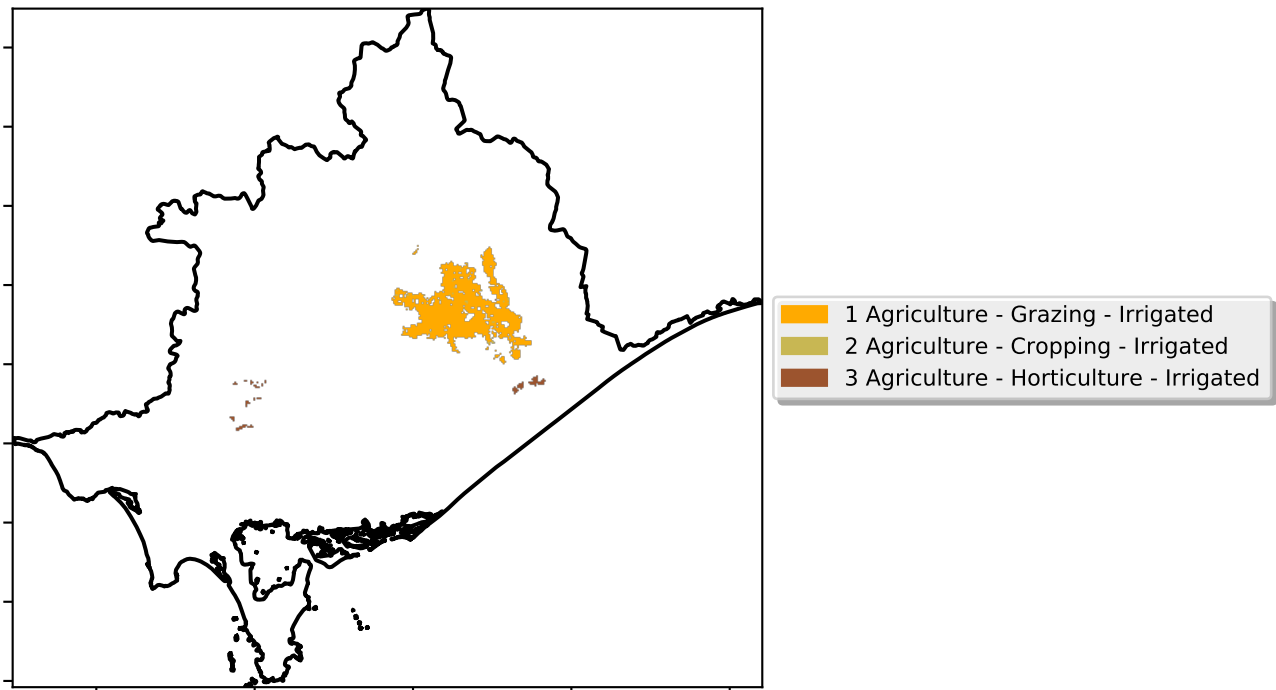 1 Agriculture - Grazing - Irrigated
2 Agriculture - Cropping - Irrigated
3 Agriculture - Horticulture - Irrigated